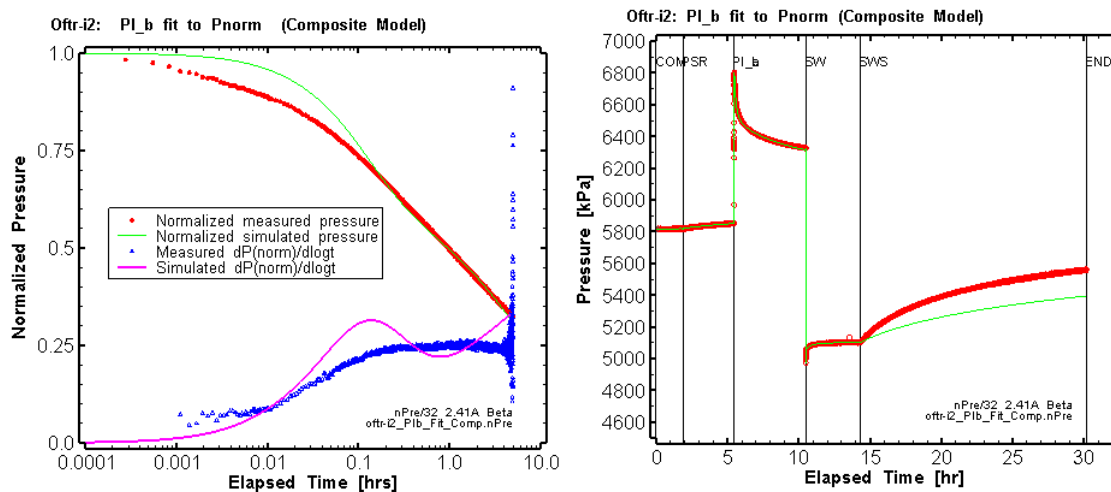 Oftr-i2: PI_b fit to Pnorm (Composite Model)
1.0
0.75
0.50
0.25
0.0
Normalized Pressure
Normalized measured pressure
Normalized simulated pressure
Measured dP(norm)/dlogt
Simulated dP(norm)/dlogt
nPre/32 2.41A Beta
oftr-i2_PIb_Fit_Comp.nPre
0.0001 0.001 0.01 0.1 1.0 10.0
Elapsed Time [hrs]
Oftr-i2: PI_b fit to Pnorm (Composite Model)
7000
6800
6600
6400
6200
6000
5800
5600
5400
5200
5000
4800
4600
Pressure [kPa]
PSR SW SWS END
nPre/32 2.41A Beta
oftr-i2_PIb_Fit_Comp.nPre
0 5 10 15 20 25 30
Elapsed Time [hr]